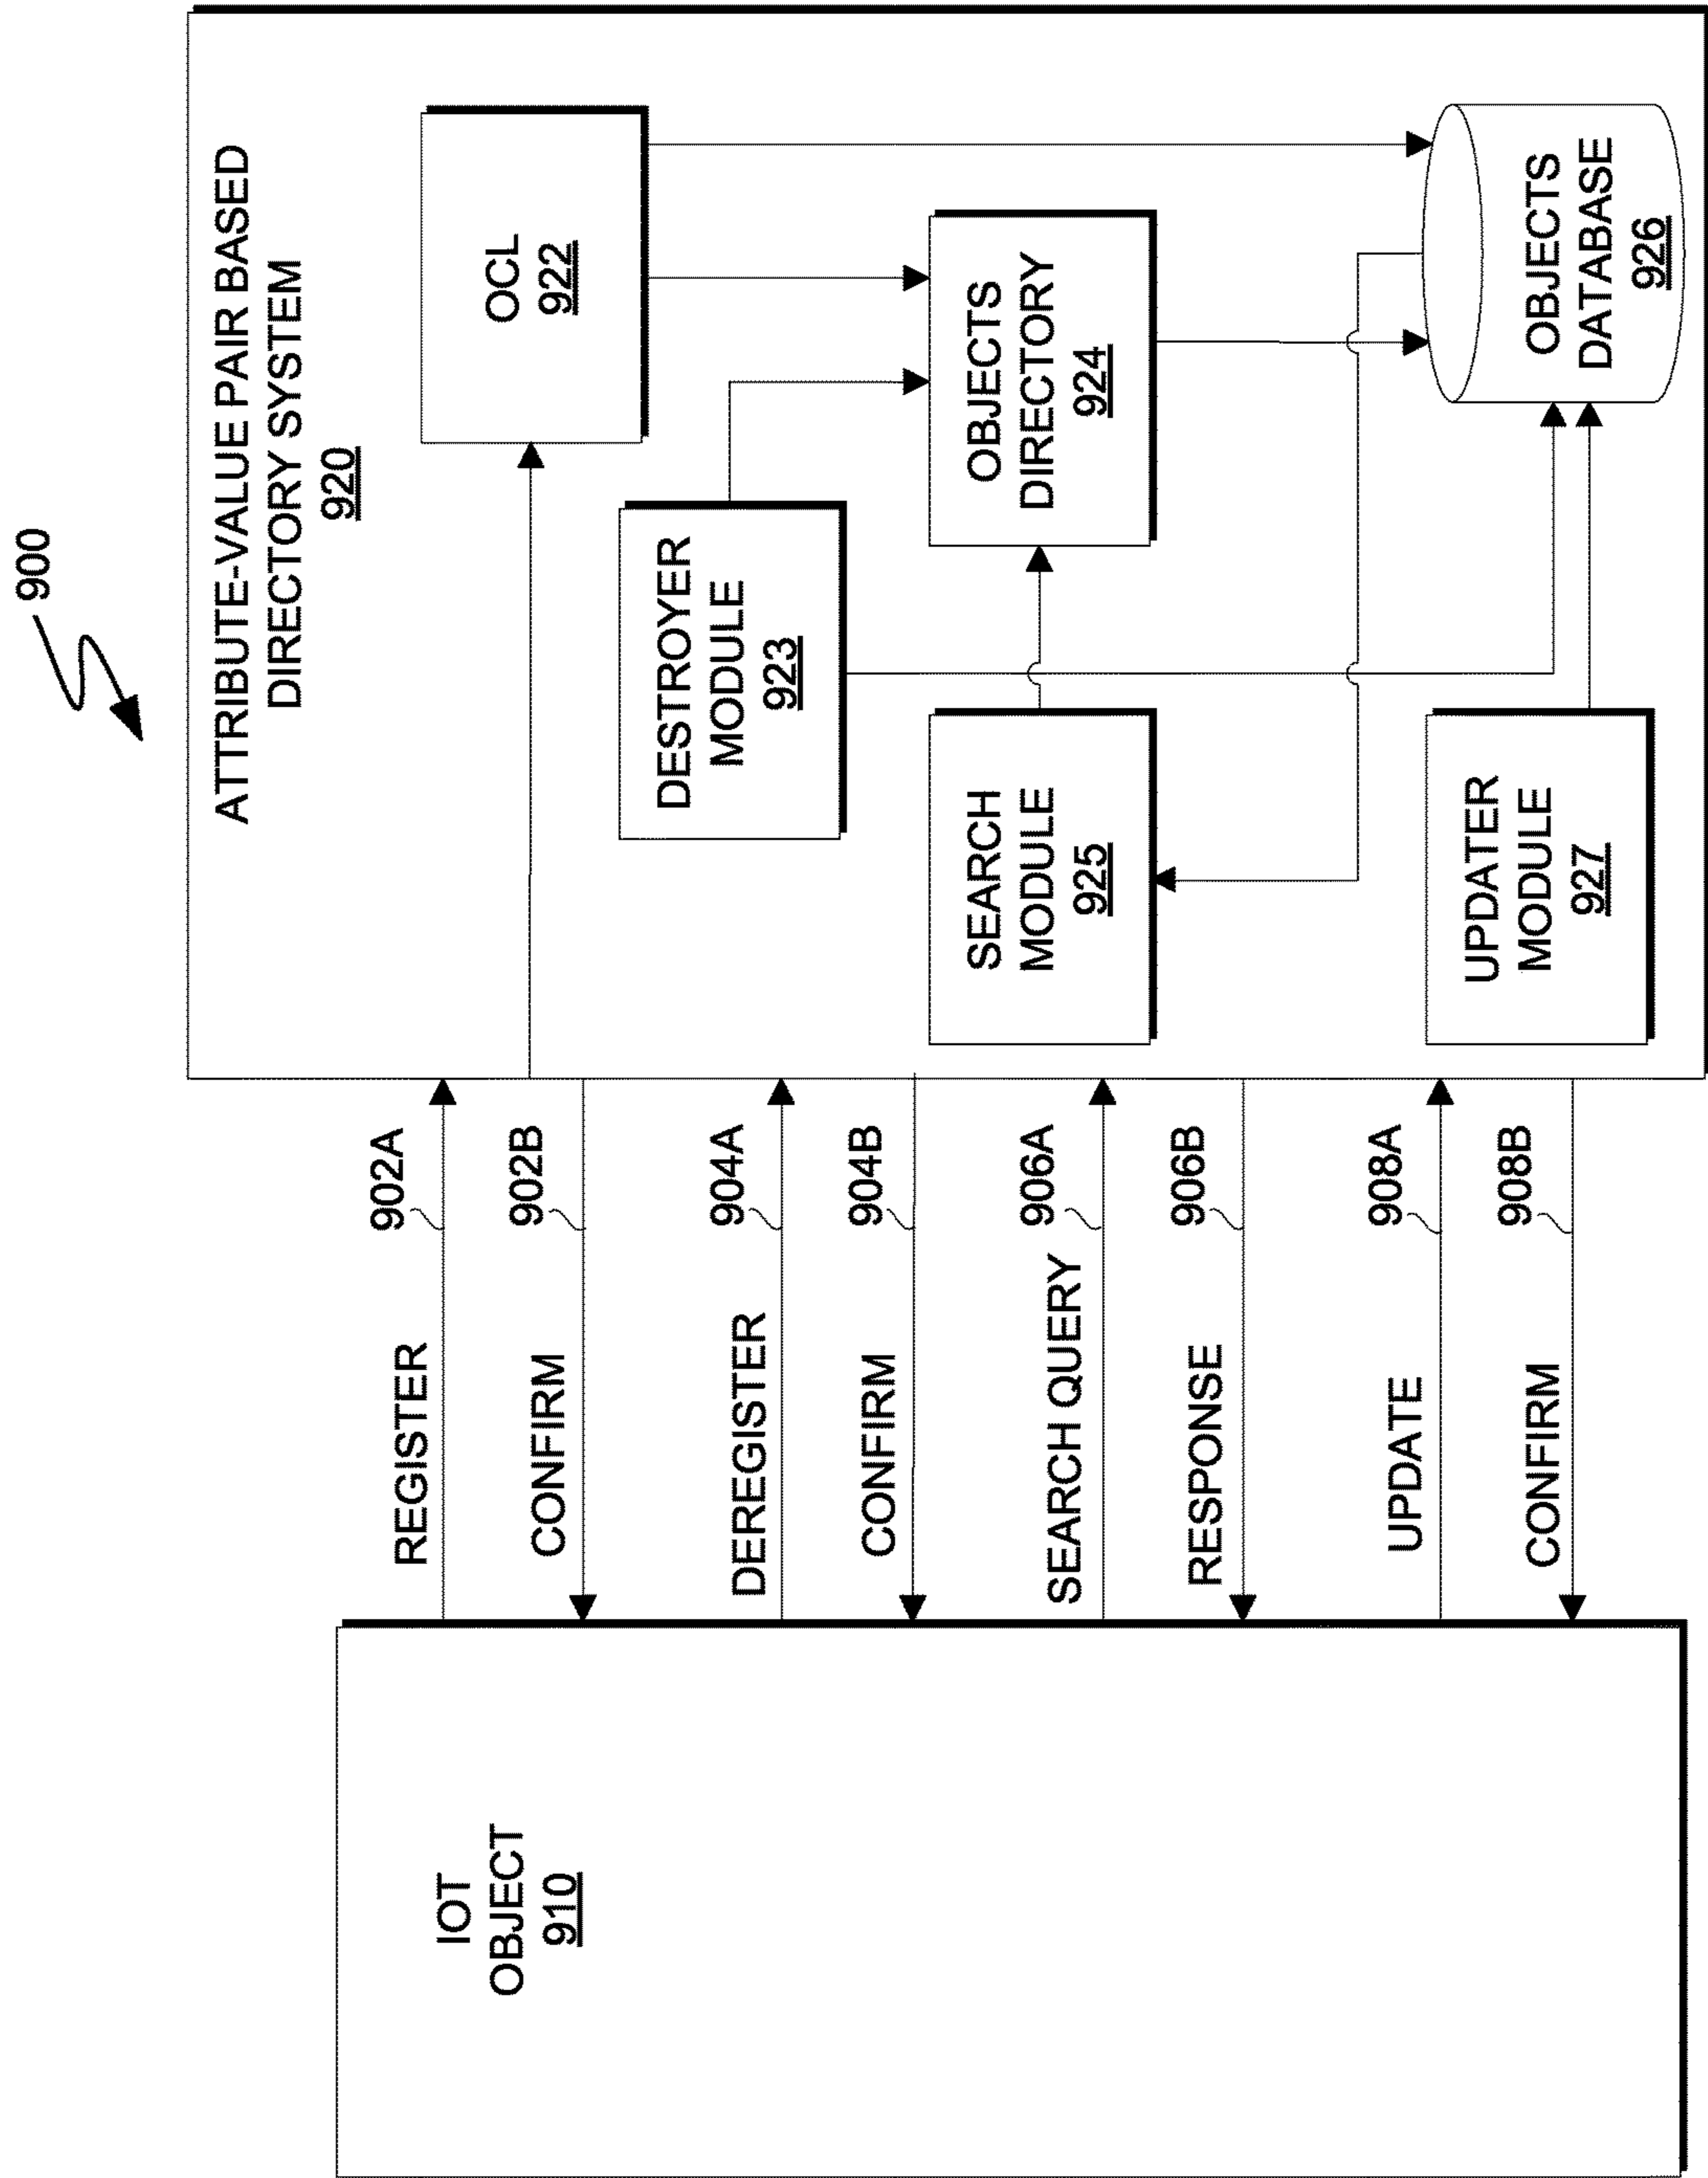 900
ATTRIBUTE-VALUE PAIR BASED
DIRECTORY SYSTEM
920
IOT
OBJECT
910
REGISTER
902A
CONFIRM
902B
DEREGISTER
904A
CONFIRM
904B
SEARCH QUERY
906A
RESPONSE
906B
UPDATE
908A
CONFIRM
908B
OCL
922
DESTROYER
MODULE
923
SEARCH
MODULE
925
OBJECTS
DIRECTORY
924
UPDATER
MODULE
927
OBJECTS
DATABASE
926